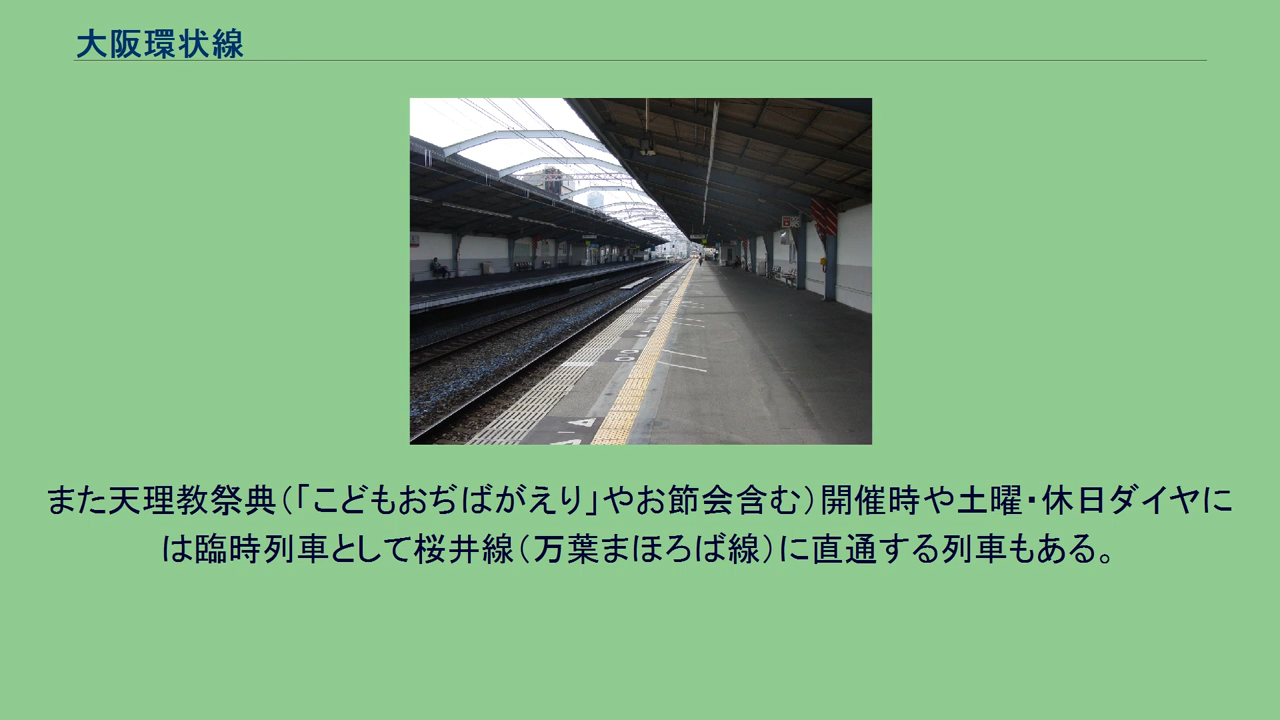 大阪環状線
また天理教祭典（「こどもおぢばがえり」やお節会含む）開催時や土曜・休日ダイヤに
は臨時列車として桜井線（万葉まほろば線）に直通する列車もある。